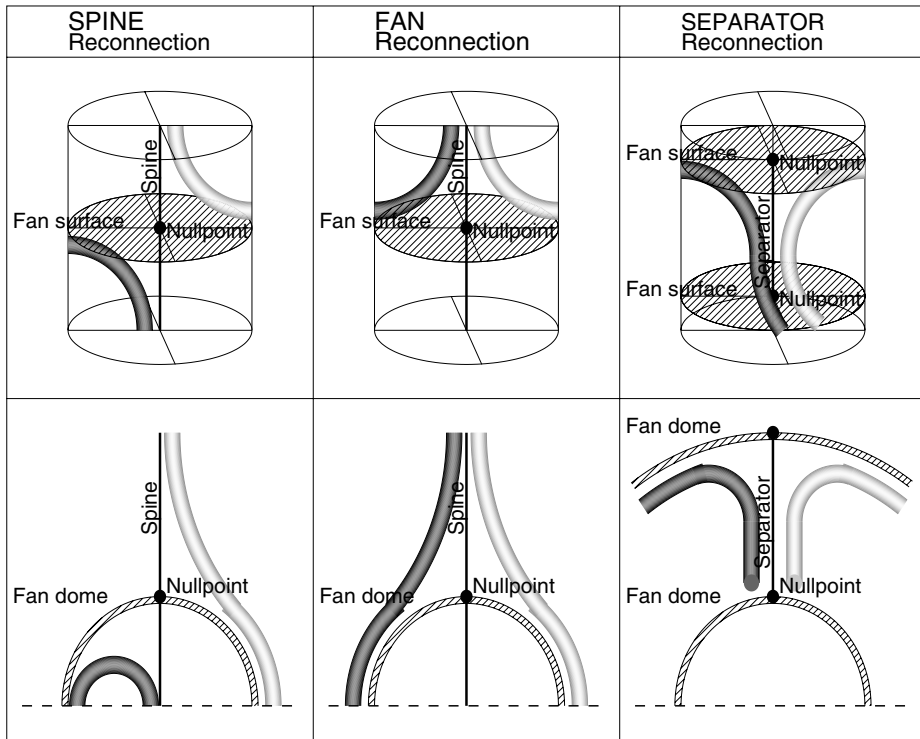 SPINE
Reconnection
FAN
Reconnection
SEPARATOR
Reconnection
Spine
Fan surface
Nullpoint
Spine
Fan surface
Nullpoint
Fan surface
Nullpoint
Separator
Fan surface
Nullpoint
Spine
Fan dome
Nullpoint
Spine
Fan dome
Nullpoint
Fan dome
Separator
Fan dome
Nullpoint